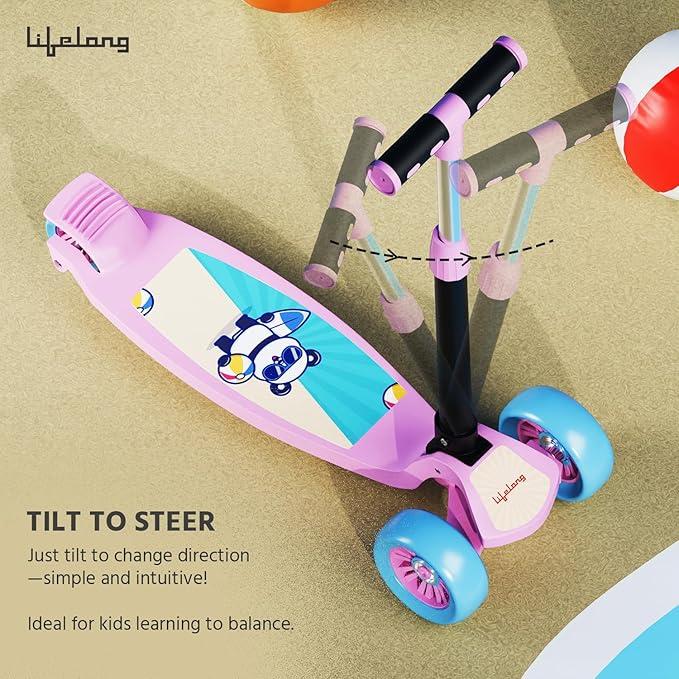 Lifelong
Lifelong
TILT TO STEER
Just tilt to change direction
—simple and intuitive!
Ideal for kids learning to balance.